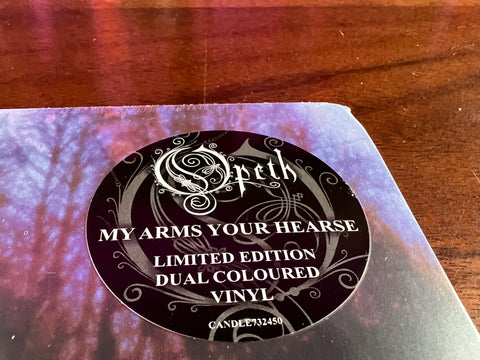 Opeth
MY ARMS YOUR HEARSE
LIMITED EDITION
DUAL COLOURED
VINYL
CANDLE732450